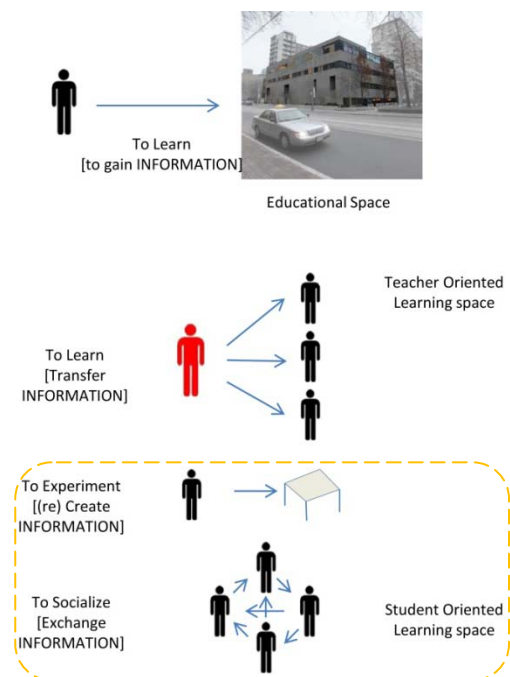 To Learn
[to gain INFORMATION]
Educational Space
Teacher Oriented
Learning space
To Learn
[Transfer
INFORMATION]
To Experiment
[(re) Create
INFORMATION]
To Socialize
[Exchange
INFORMATION]
Student Oriented
Learning space